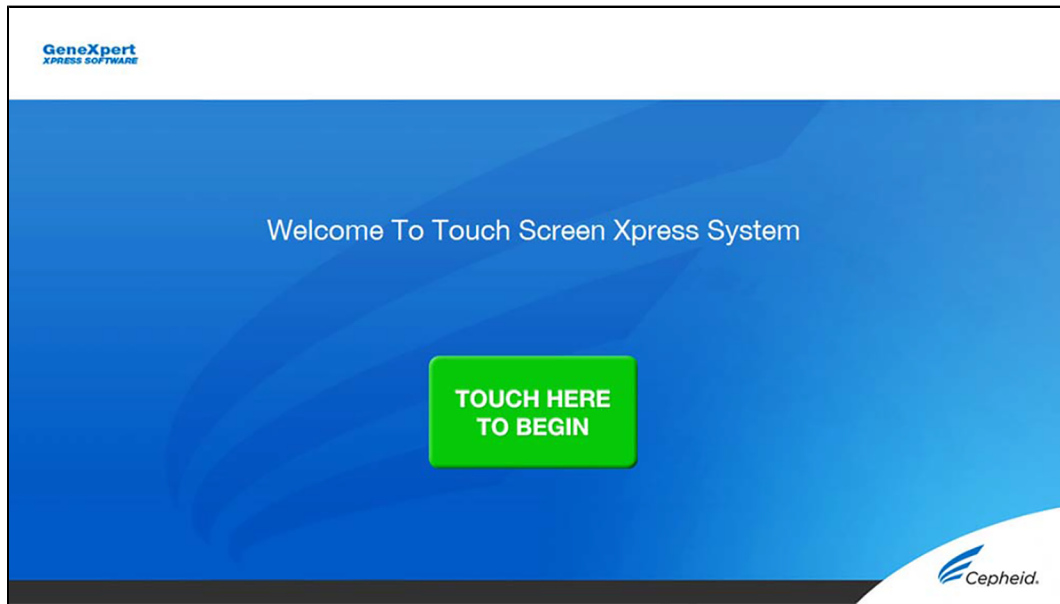 GeneXpert
XPRESS SOFTWARE
Welcome To Touch Screen Xpress System
TOUCH HERE
TO BEGIN
Cepheid.